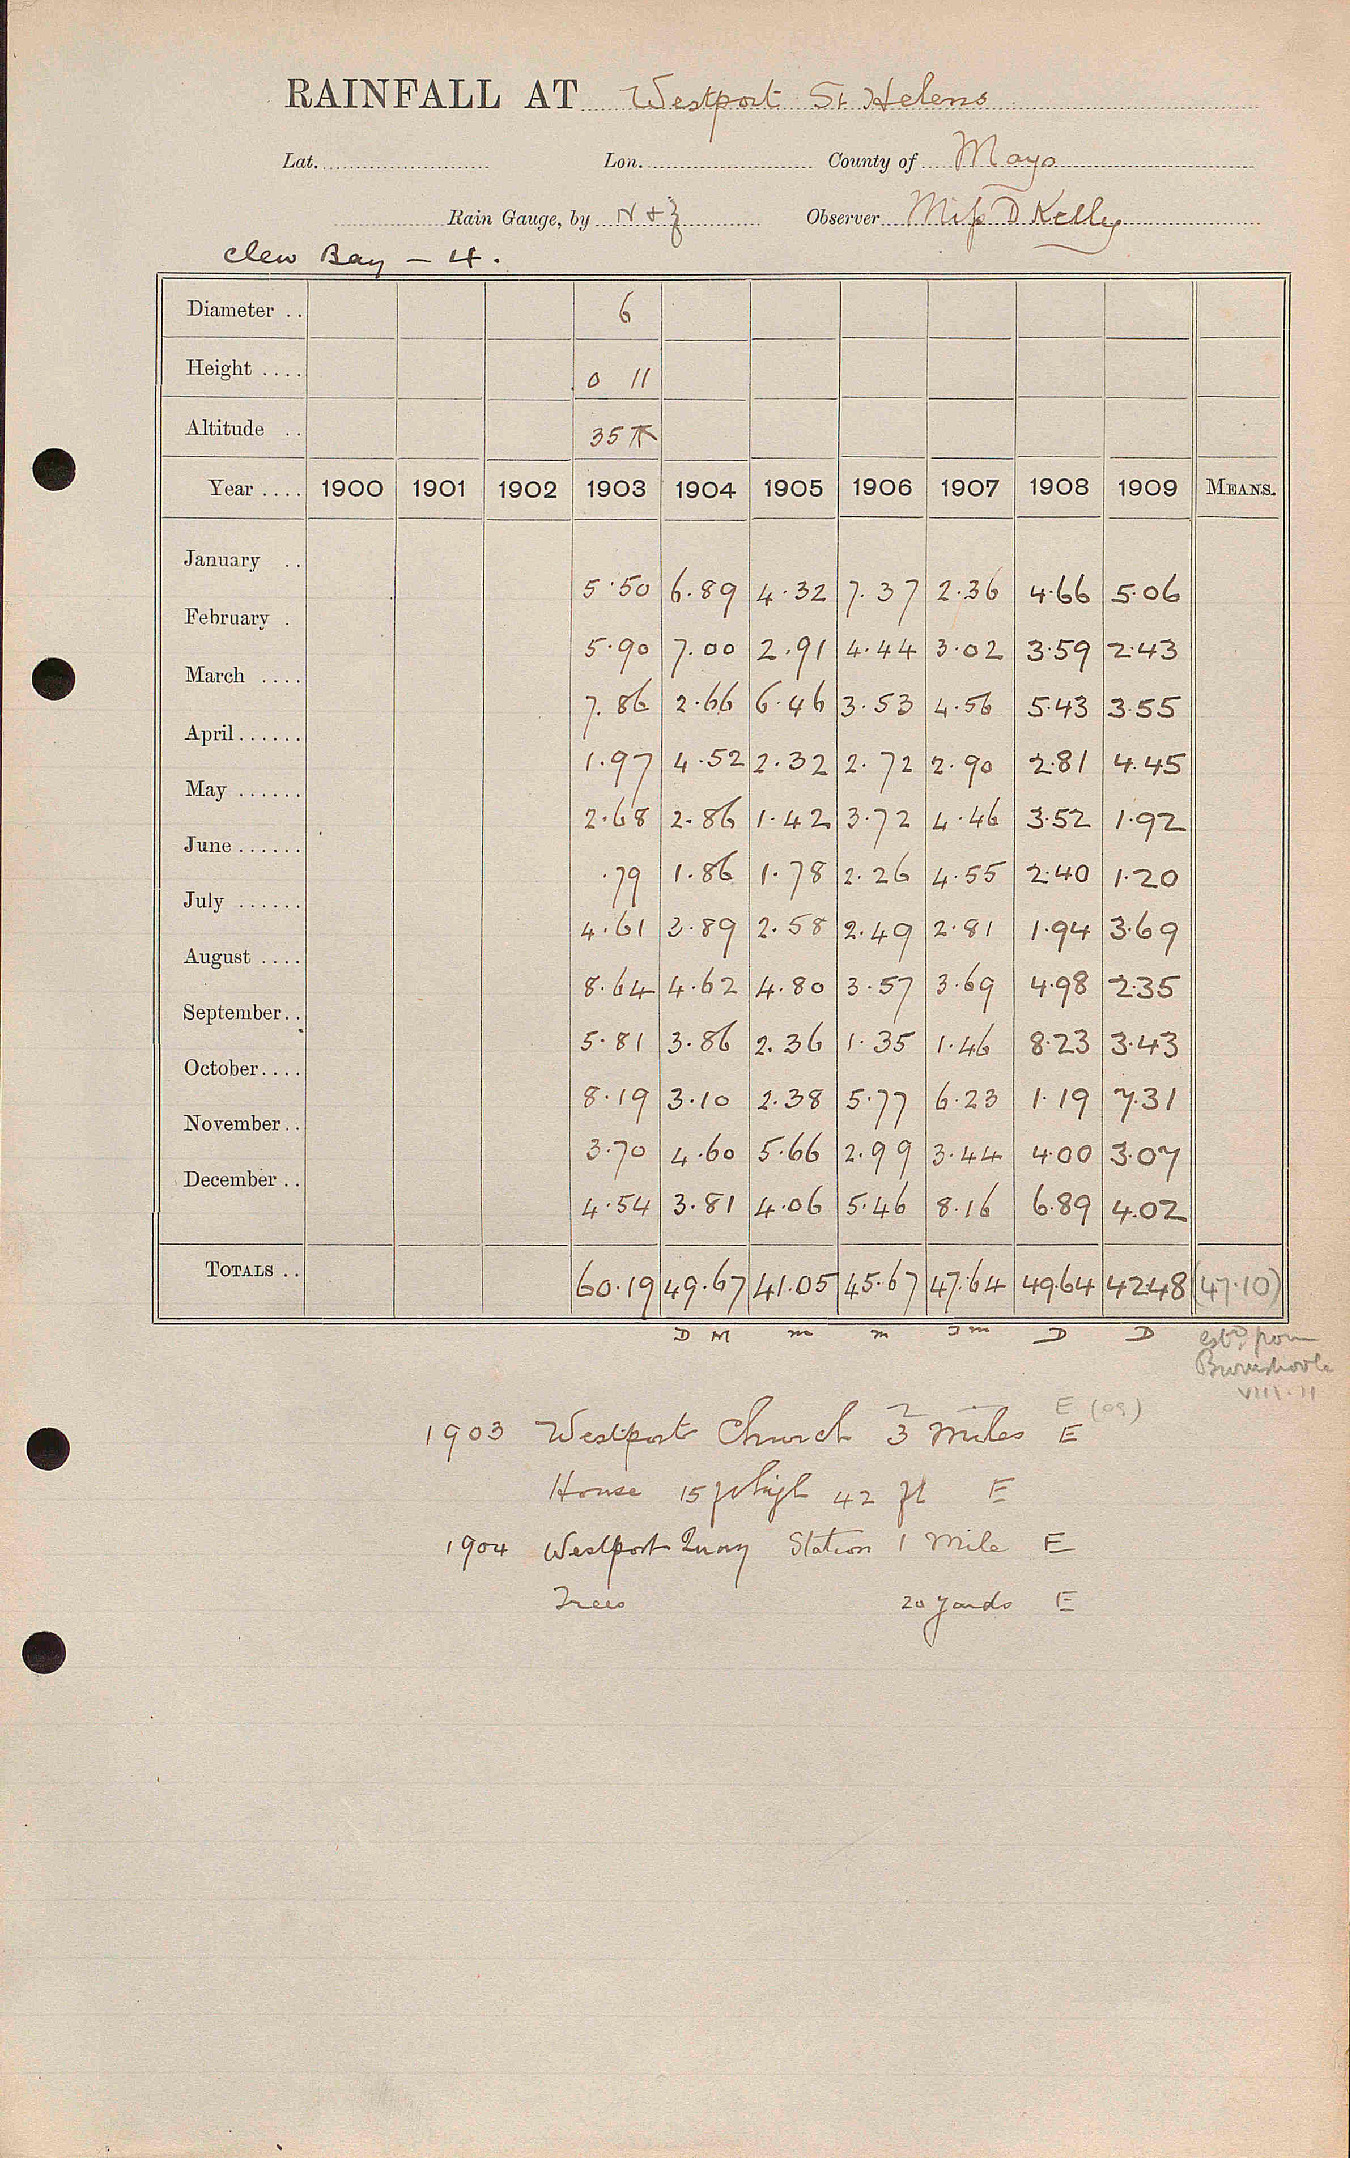 RAINFALL AT Westport St Helens
Lat. Lon. County of Mayo
Rain Gauge, by N & Z Observer Miss D Kelly
Clew Bay - 4.
Diameter .. 6
Height .... 0 11
Altitude .. 35
Year .... 1900 1901 1902 1903 1904 1905 1906 1907 1908 1909 MEANS.
January .. 5.50 6.89 4.32 7.37 2.36 4.66 5.06
February . 5.90 7.00 2.91 4.44 3.02 3.59 2.43
March .... 7.86 2.66 6.46 3.53 4.56 5.43 3.55
April...... 1.97 4.52 2.32 2.72 2.90 2.81 4.45
May ...... 2.68 2.86 1.42 3.72 4.46 3.52 1.92
June ...... .79 1.86 1.78 2.26 4.55 2.40 1.20
July ...... 4.61 3.89 2.58 2.49 2.81 1.94 3.69
August .... 8.64 4.62 4.80 3.57 3.69 4.98 2.35
September.. 5.81 3.86 2.36 1.35 1.46 8.23 3.43
October.... 8.19 3.10 2.38 5.77 6.23 1.19 7.31
November.. 3.70 4.60 5.66 2.99 3.44 4.00 3.07
December .. 4.54 3.81 4.06 5.46 8.16 6.89 4.02
TOTALS .. 60.19 49.67 41.05 45.67 47.64 49.64 42.48 (47.10)
D M m m J m D D estd from
VIII.11
E (09)
1903 Westport Church 3 miles E
House 15 ft high 42 ft E
1904 Westport Quay Station 1 Mile E
Trees 20 yards E